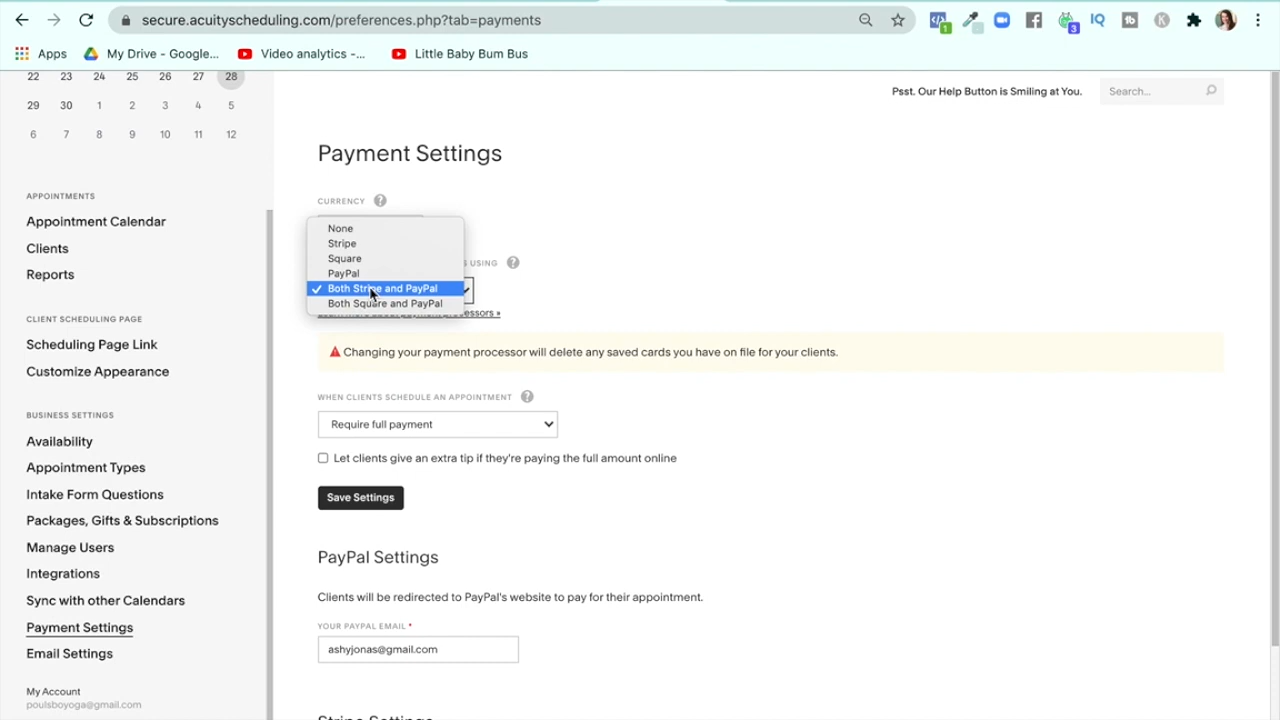 secure.acuityscheduling.com/preferences.php?tab=payments
1
3
Apps
My Drive - Google...
Video analytics -...
Little Baby Bum Bus
22 23 24 25 26 27 28
29 30 1 2 3 4 5
6 7 8 9 10 11 12
APPOINTMENTS
Appointment Calendar
Clients
Reports
CLIENT SCHEDULING PAGE
Scheduling Page Link
Customize Appearance
BUSINESS SETTINGS
Availability
Appointment Types
Intake Form Questions
Packages, Gifts & Subscriptions
Manage Users
Integrations
Sync with other Calendars
Payment Settings
Email Settings
My Account
poulsboyoga@gmail.com
Psst. Our Help Button is Smiling at You.
Search...
Payment Settings
CURRENCY ?
None
Stripe
Square
USING ?
PayPal
Both Stripe and PayPal
Both Square and PayPal
Changing your payment processor will delete any saved cards you have on file for your clients.
WHEN CLIENTS SCHEDULE AN APPOINTMENT ?
Require full payment
Let clients give an extra tip if they're paying the full amount online
Save Settings
PayPal Settings
Clients will be redirected to PayPal's website to pay for their appointment.
YOUR PAYPAL EMAIL *
ashyjonas@gmail.com
Stripe Settings